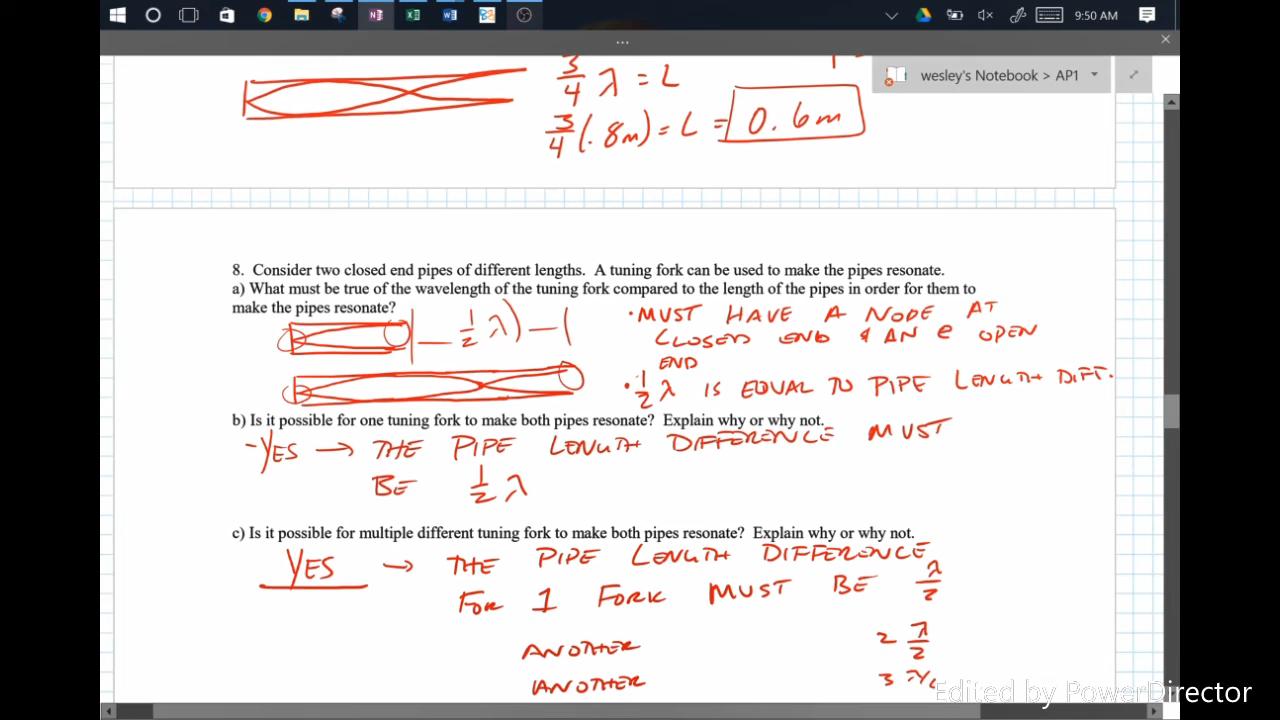 9:50 AM
...
wesley's Notebook > AP1
3/4 λ = L
3/4 (.8m) = L = 0.6m
8. Consider two closed end pipes of different lengths. A tuning fork can be used to make the pipes resonate.
a) What must be true of the wavelength of the tuning fork compared to the length of the pipes in order for them to
make the pipes resonate?
1/2 λ
• MUST HAVE A NODE AT
CLOSED END & AN @ OPEN
END
• 1/2 λ IS EQUAL TO PIPE LENGTH DIFF.
b) Is it possible for one tuning fork to make both pipes resonate? Explain why or why not.
-YES → THE PIPE LENGTH DIFFERENCE MUST
BE 1/2 λ
c) Is it possible for multiple different tuning fork to make both pipes resonate? Explain why or why not.
YES → THE PIPE LENGTH DIFFERENCE
FOR 1 FORK MUST BE λ/2
ANOTHER 2 λ/2
ANOTHER 3
Edited by PowerDirector